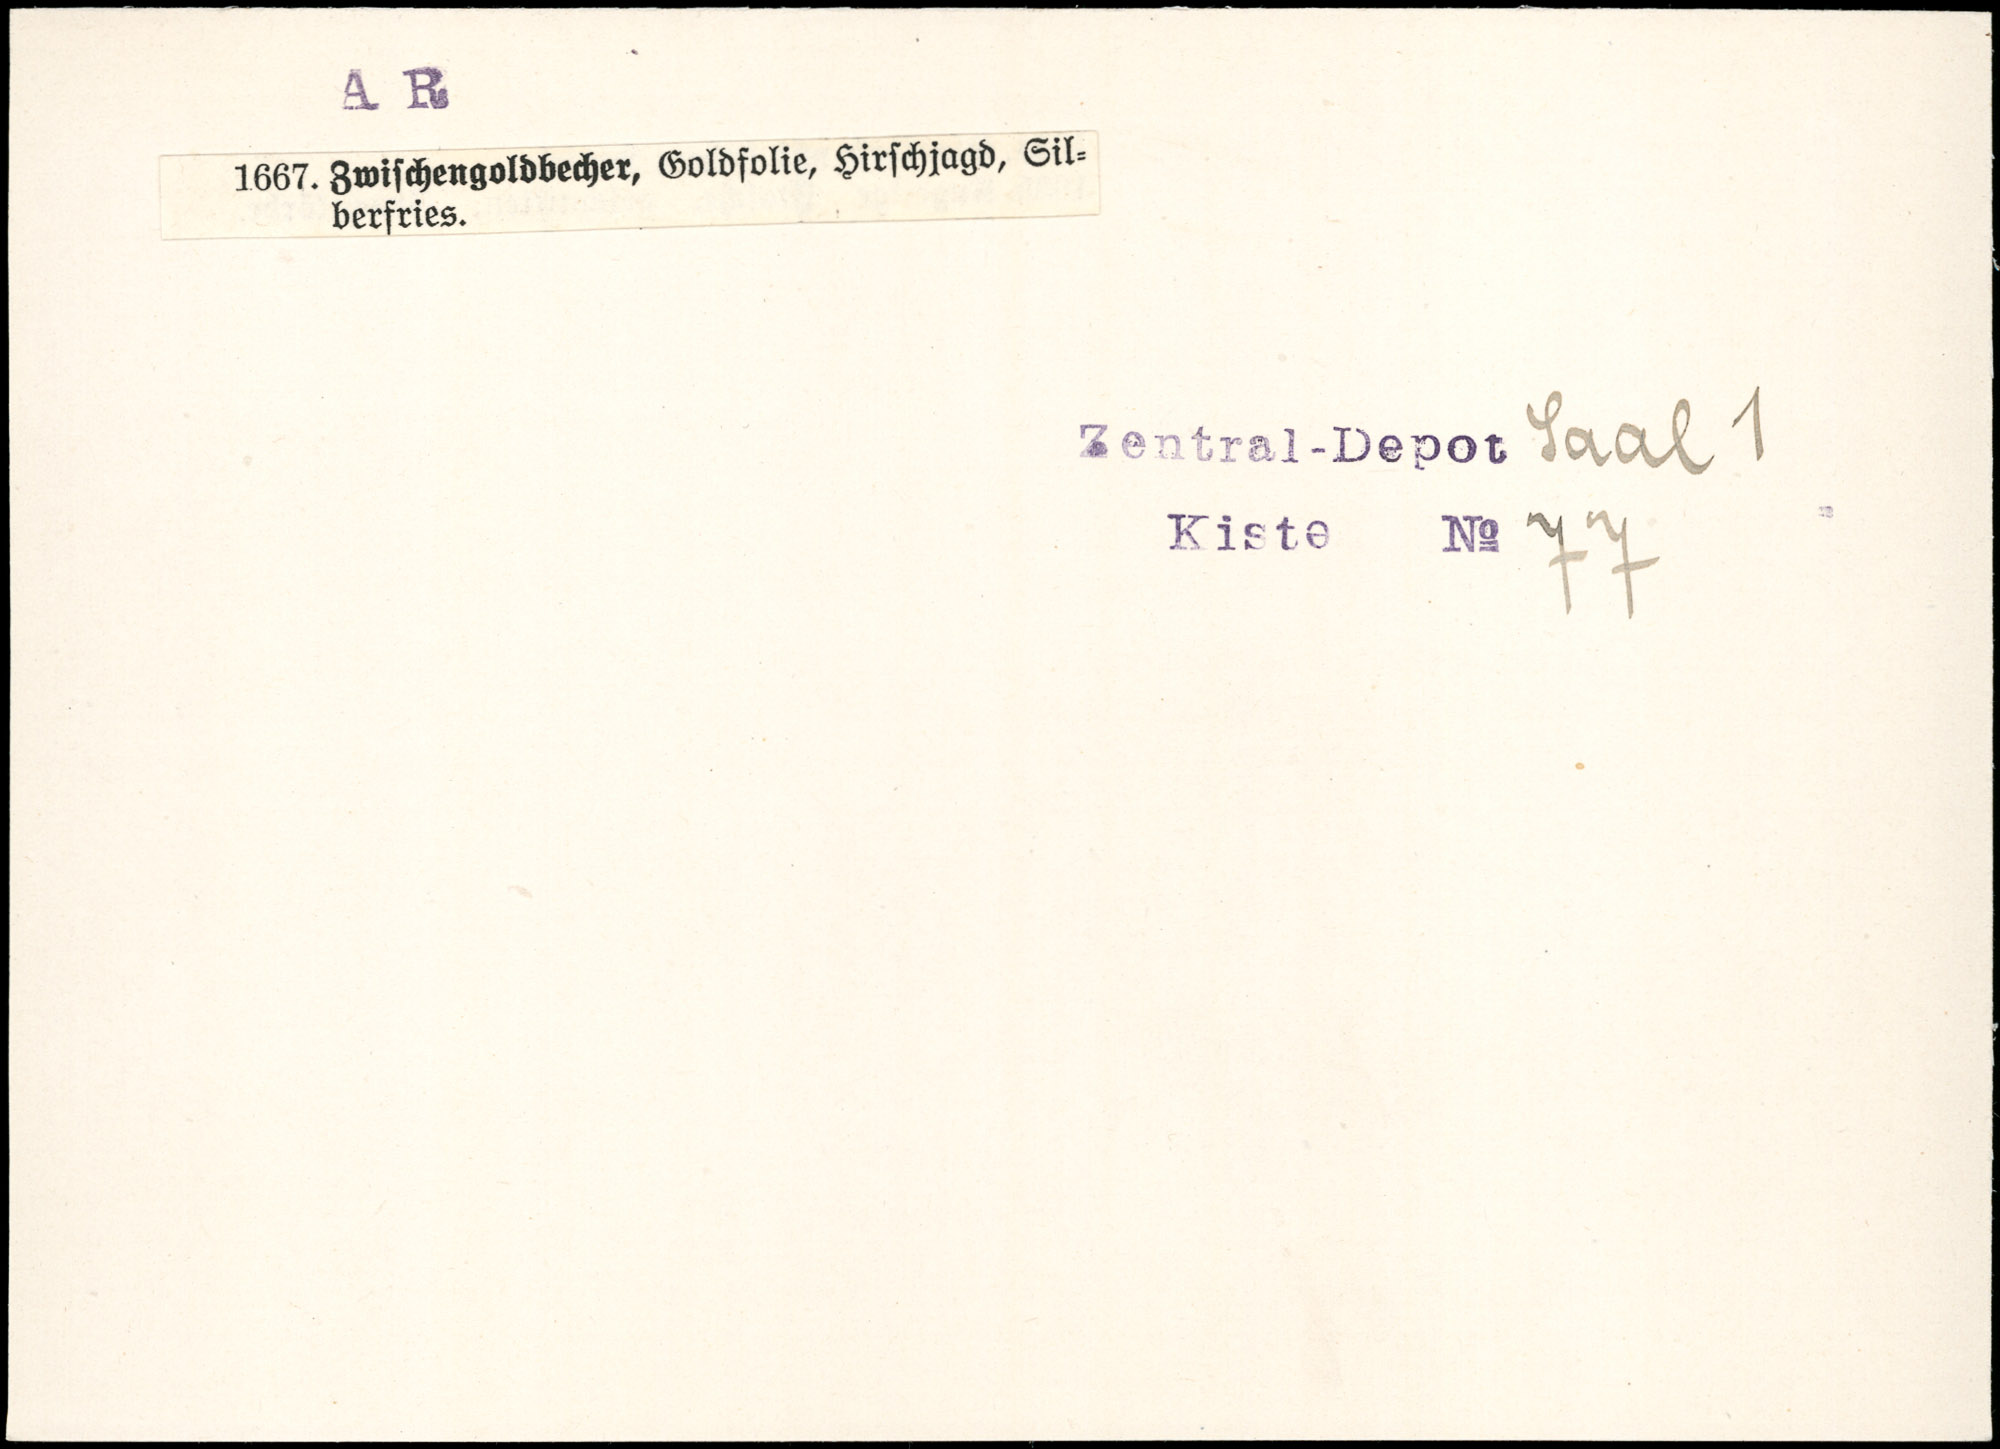 A R
1667. Zwiſchengoldbecher, Goldfolie, Hirſchjagd, Sil-
berfries.
Zentral-Depot Saal 1
Kiste № 77